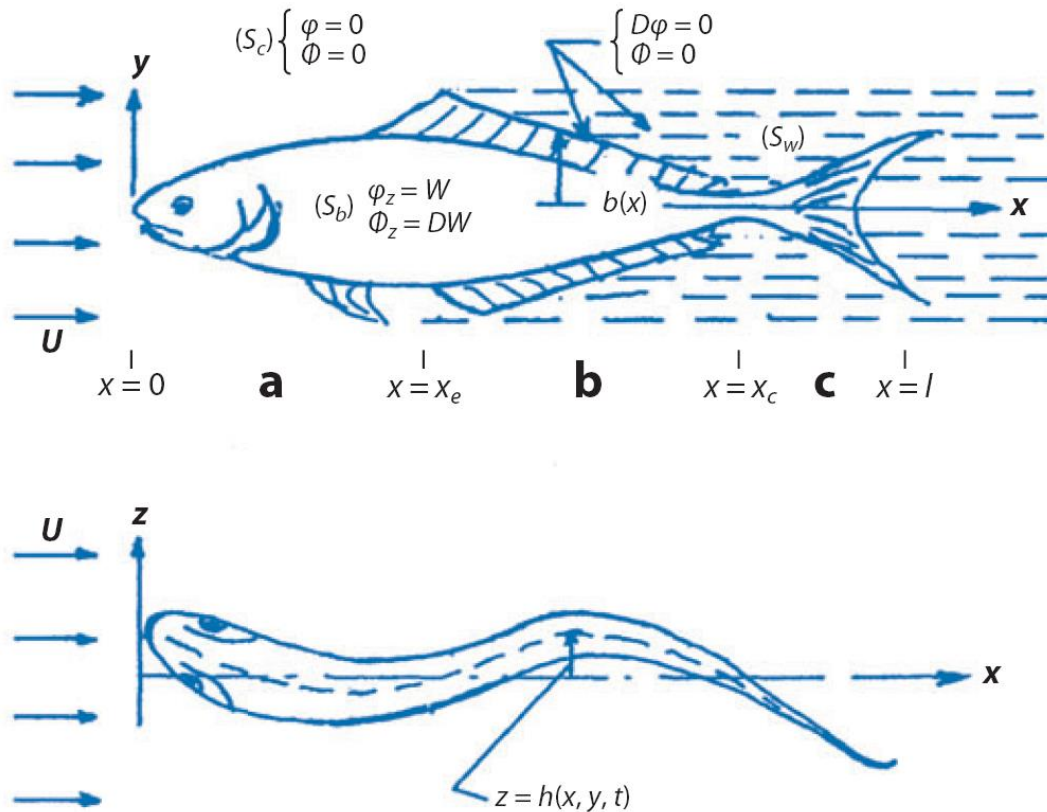 (S_c) { φ = 0
Φ = 0
{ Dφ = 0
Φ = 0
y
(S_w)
(S_b) φ_z = W
Φ_z = DW
b(x)
x
U
x = 0
a
x = x_e
b
x = x_c
c
x = l
U
z
x
z = h(x, y, t)